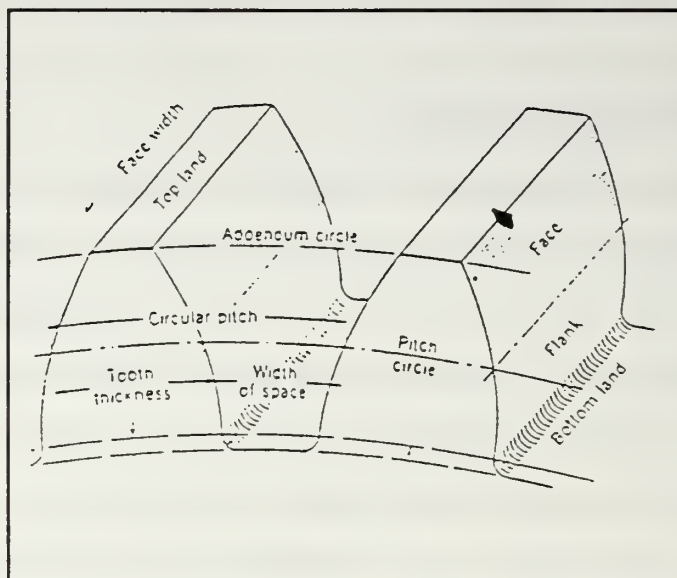 Face width
Top land
Addendum circle
Face
Circular pitch
Flank
Pitch
circle
Tooth
thickness
Width
of space
Bottom land